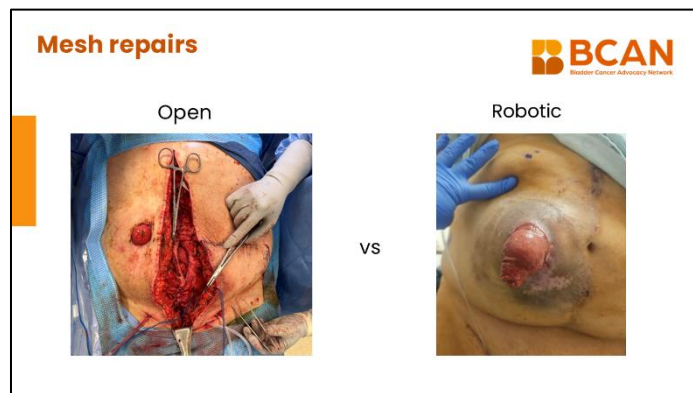 Mesh repairs
BCAN
Bladder Cancer Advocacy Network
Open
Robotic
vs